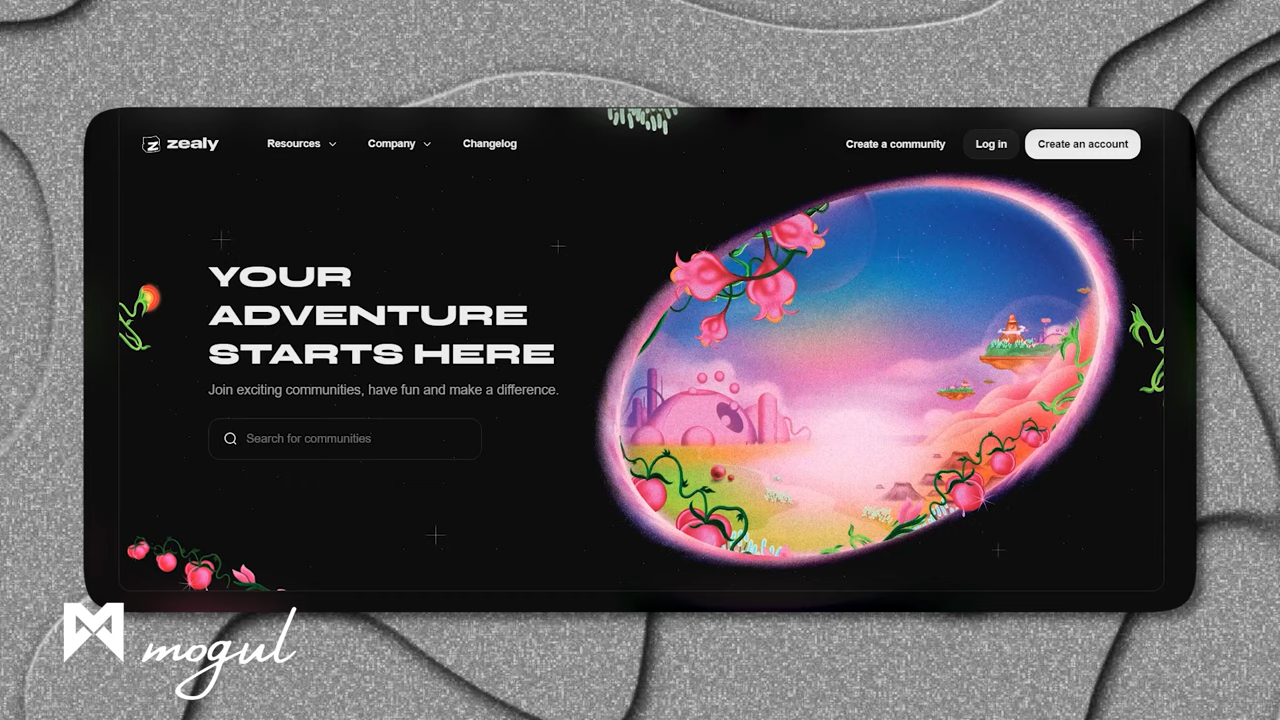 zealy
Resources
Company
Changelog
Create a community
Log in
Create an account
YOUR
ADVENTURE
STARTS HERE
Join exciting communities, have fun and make a difference.
Search for communities
mogul